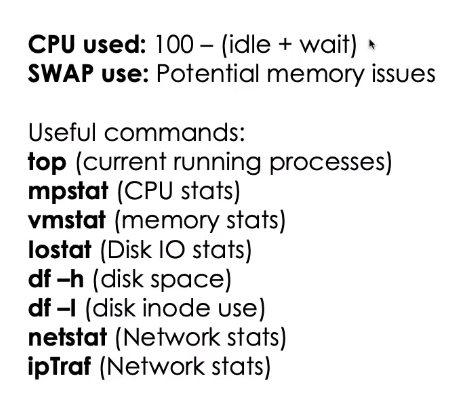 CPU used: 100 – (idle + wait)
SWAP use: Potential memory issues
Useful commands:
top (current running processes)
mpstat (CPU stats)
vmstat (memory stats)
Iostat (Disk IO stats)
df –h (disk space)
df –I (disk inode use)
netstat (Network stats)
ipTraf (Network stats)